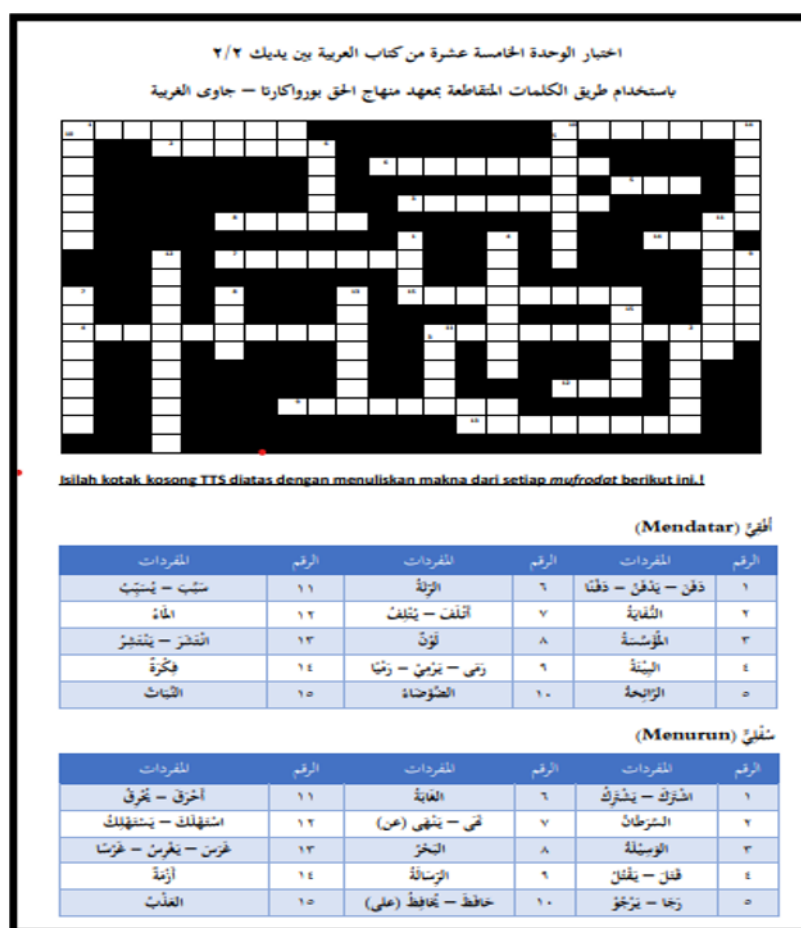 اختبار الوحدة الخامسة عشرة من كتاب العربية بين يديك ٢/٢
باستخدام طريق الكلمات المتقاطعة بمعهد منهاج الحق بورواكارتا – جاوى الغربية
Isilah kotak kosong TTS diatas dengan menuliskan makna dari setiap mufrodat berikut ini.!
أفُقِيٌّ (Mendatar)
الرقم المفردات الرقم المفردات الرقم المفردات
١ دَفَنَ – يَدْفِنُ – دَفْنًا ٦ الرِّئَةُ ١١ سَبَّبَ – يُسَبِّبُ
٢ النُّفَايَةُ ٧ أَتْلَفَ – يُتْلِفُ ١٢ المَاءُ
٣ المُؤَسَّسَةُ ٨ لَوْنٌ ١٣ انْتَشَرَ – يَنْتَشِرُ
٤ البِيْئَةُ ٩ رَمَى – يَرْمِيْ – رَمْيًا ١٤ فِكْرَةٌ
٥ الرَّائِحَةُ ١٠ الضَّوْضَاءُ ١٥ النَّبَاتُ
سُفْلِيٌّ (Menurun)
الرقم المفردات الرقم المفردات الرقم المفردات
١ اشْتَرَكَ – يَشْتَرِكُ ٦ الغَابَةُ ١١ أَحْرَقَ – يُحْرِقُ
٢ السَّرَطَانُ ٧ نَهَى – يَنْهَى (عن) ١٢ اسْتَهْلَكَ – يَسْتَهْلِكُ
٣ الوَسِيْلَةُ ٨ البَحْرُ ١٣ غَرَسَ – يَغْرِسُ – غَرْسًا
٤ قَتَلَ – يَقْتُلُ ٩ الرِّسَالَةُ ١٤ أَزْمَةٌ
٥ رَجَا – يَرْجُوْ ١٠ حَافَظَ – يُحَافِظُ (على) ١٥ العَذْبُ